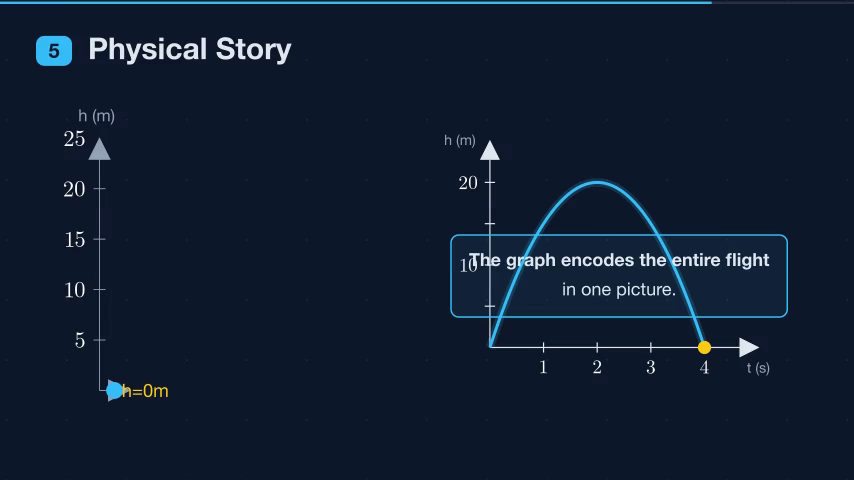 5 Physical Story
h (m)
25
20
15
10
5
h=0m
h (m)
20
10
The graph encodes the entire flight
in one picture.
1 2 3 4
t (s)